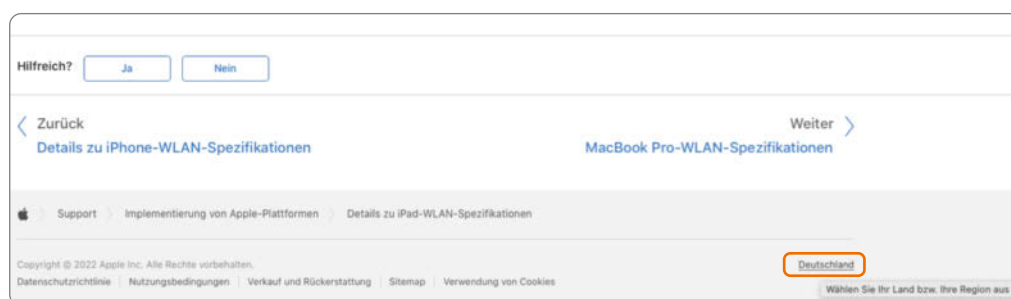 Hilfreich? Ja Nein
Zurück Weiter
Details zu iPhone-WLAN-Spezifikationen MacBook Pro-WLAN-Spezifikationen
Support Implementierung von Apple-Plattformen Details zu iPad-WLAN-Spezifikationen
Copyright © 2022 Apple Inc. Alle Rechte vorbehalten. Deutschland
Datenschutzrichtlinie Nutzungsbedingungen Verkauf und Rückerstattung Sitemap Verwendung von Cookies
Wählen Sie Ihr Land bzw. Ihre Region aus